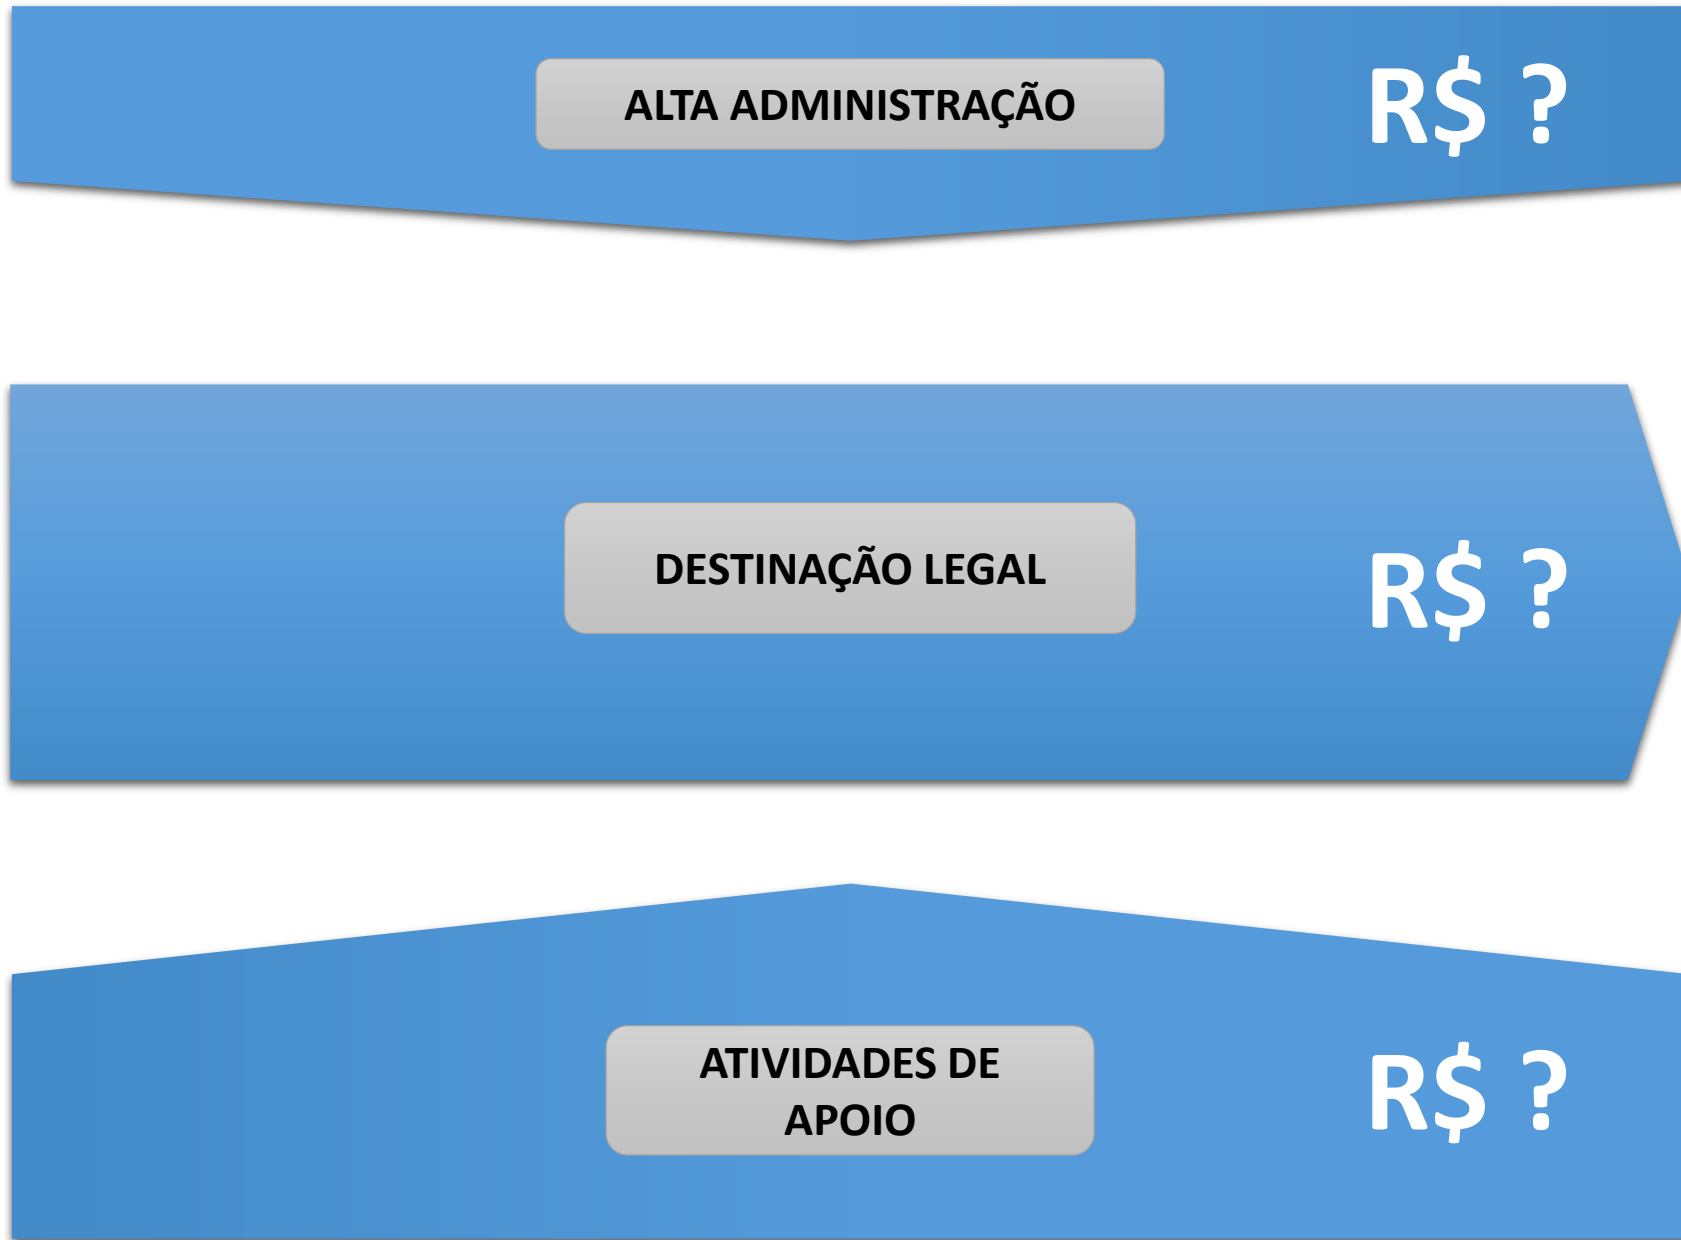 ALTA ADMINISTRAÇÃO
R$ ?
DESTINAÇÃO LEGAL
R$ ?
ATIVIDADES DE
APOIO
R$ ?